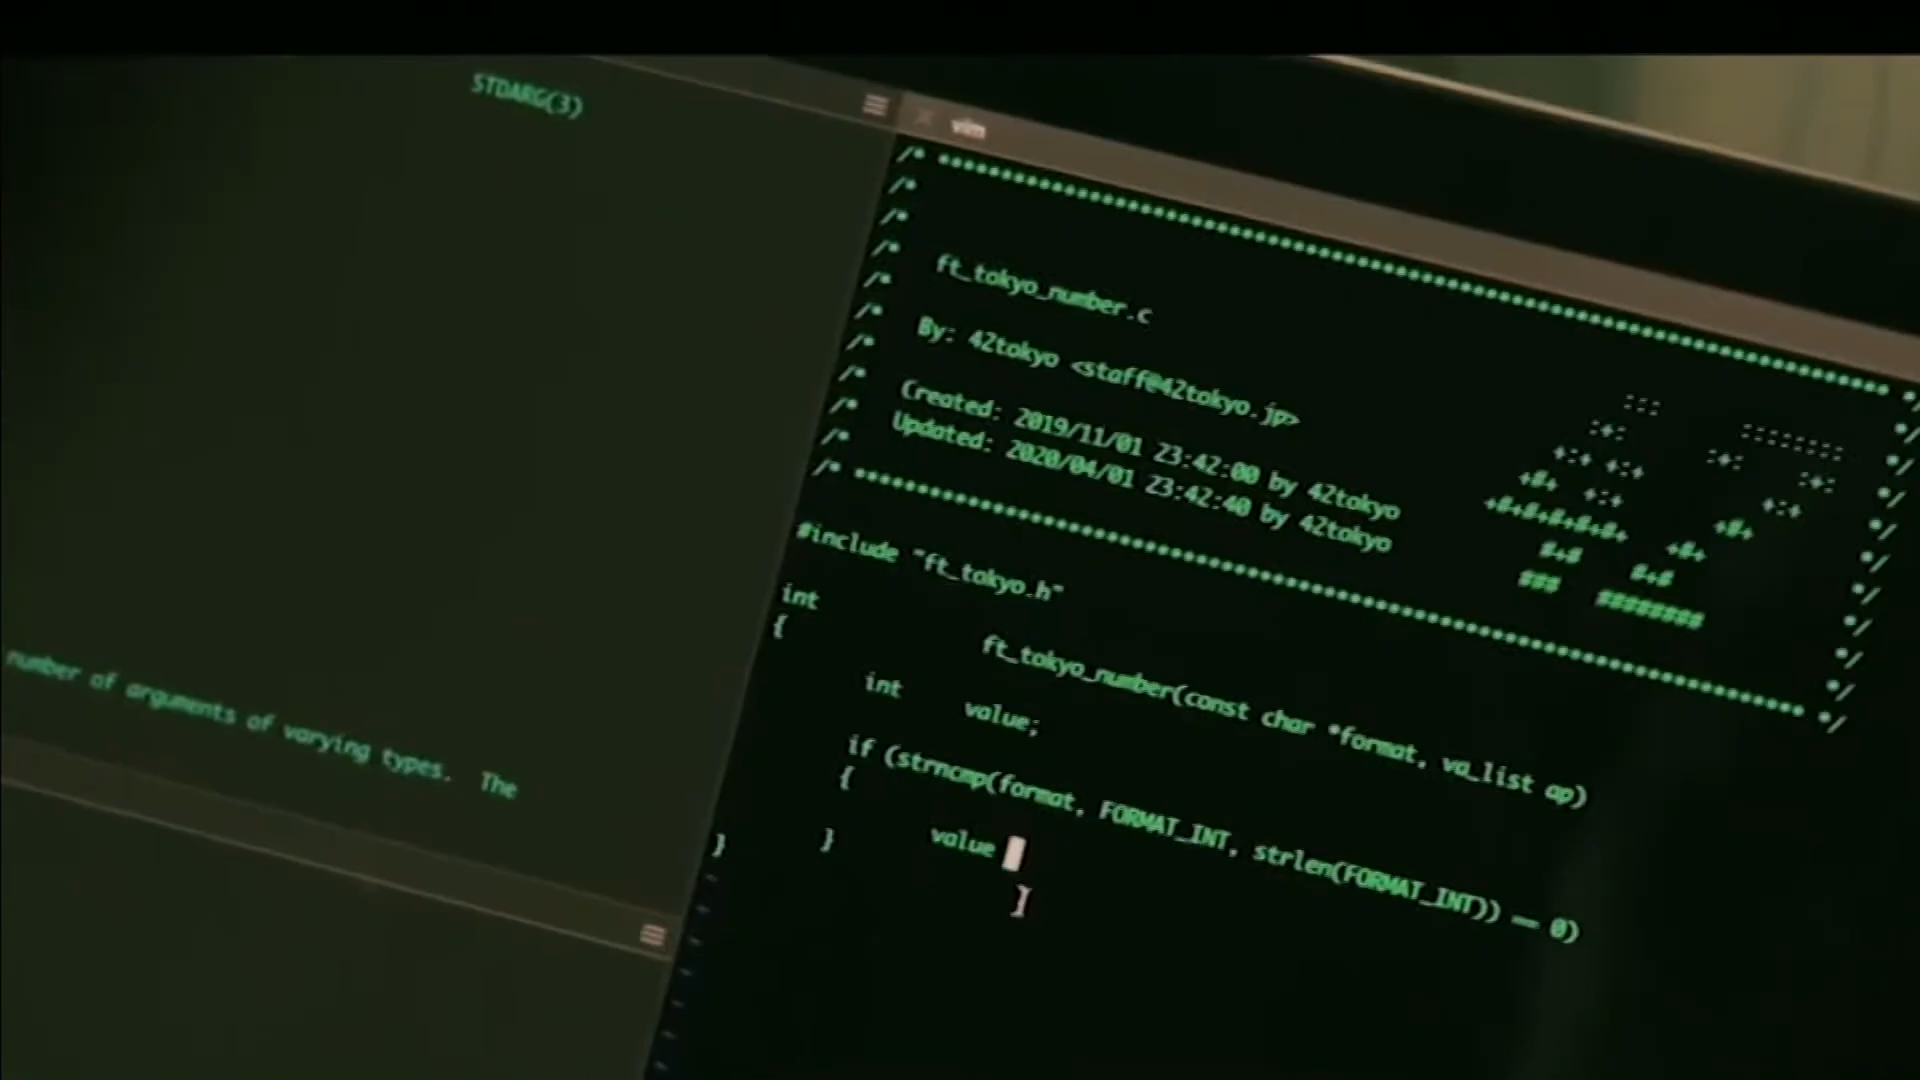 STDARG(3)
number of arguments of varying types. The
vim
/* ************************************************************************** */
/* */
/* ::: :::::::: */
/* ft_tokyo_number.c :+: :+: :+: */
/* +:+ +:+ +:+ */
/* By: 42tokyo <staff@42tokyo.jp> +#+ +:+ +#+ */
/* +#+#+#+#+#+ +#+ */
/* Created: 2019/11/01 23:42:00 by 42tokyo #+# #+# */
/* Updated: 2020/04/01 23:42:40 by 42tokyo ### ######## */
/* */
/* ************************************************************************** */
#include "ft_tokyo.h"
int ft_tokyo_number(const char *format, va_list ap)
{
int value;
if (strncmp(format, FORMAT_INT, strlen(FORMAT_INT)) == 0)
{
value
}
}
~
~
~
~
~
~
~